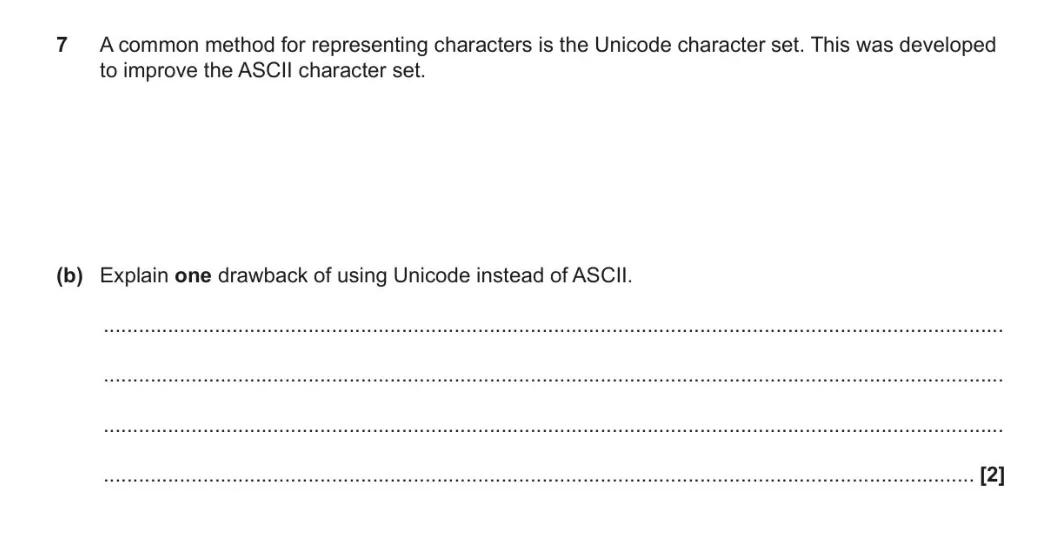 7 A common method for representing characters is the Unicode character set. This was developed
to improve the ASCII character set.
(b) Explain one drawback of using Unicode instead of ASCII.
[2]